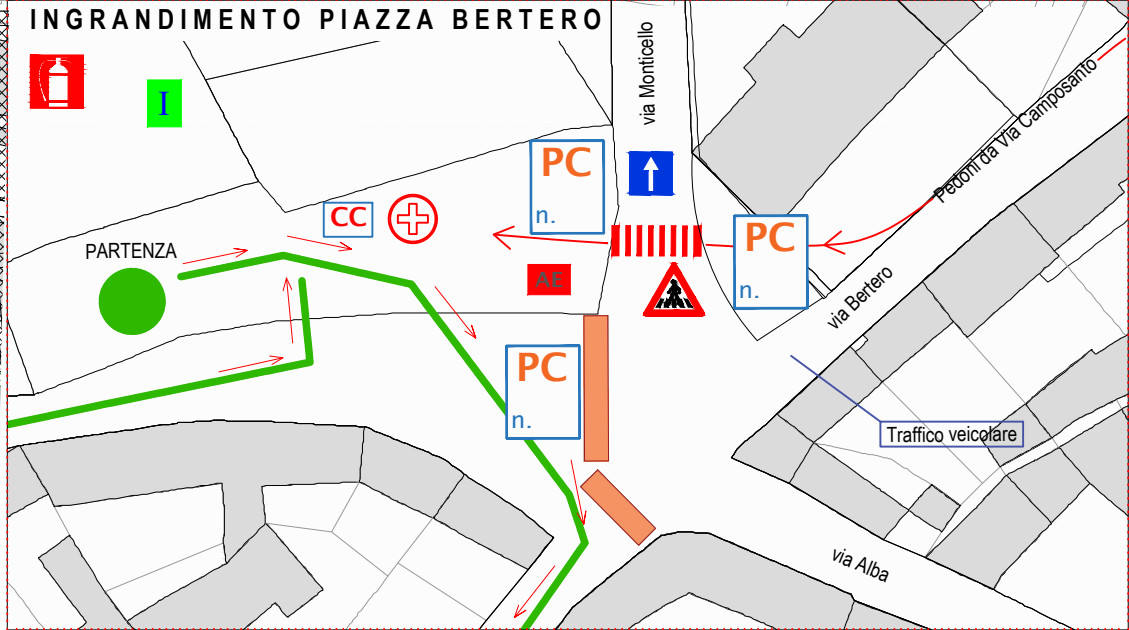 INGRANDIMENTO PIAZZA BERTERO
via Monticello
I
PC
n.
Pedoni da Via Camposanto
CC
PC
n.
PARTENZA
AE
via Bertero
PC
n.
Traffico veicolare
via Alba